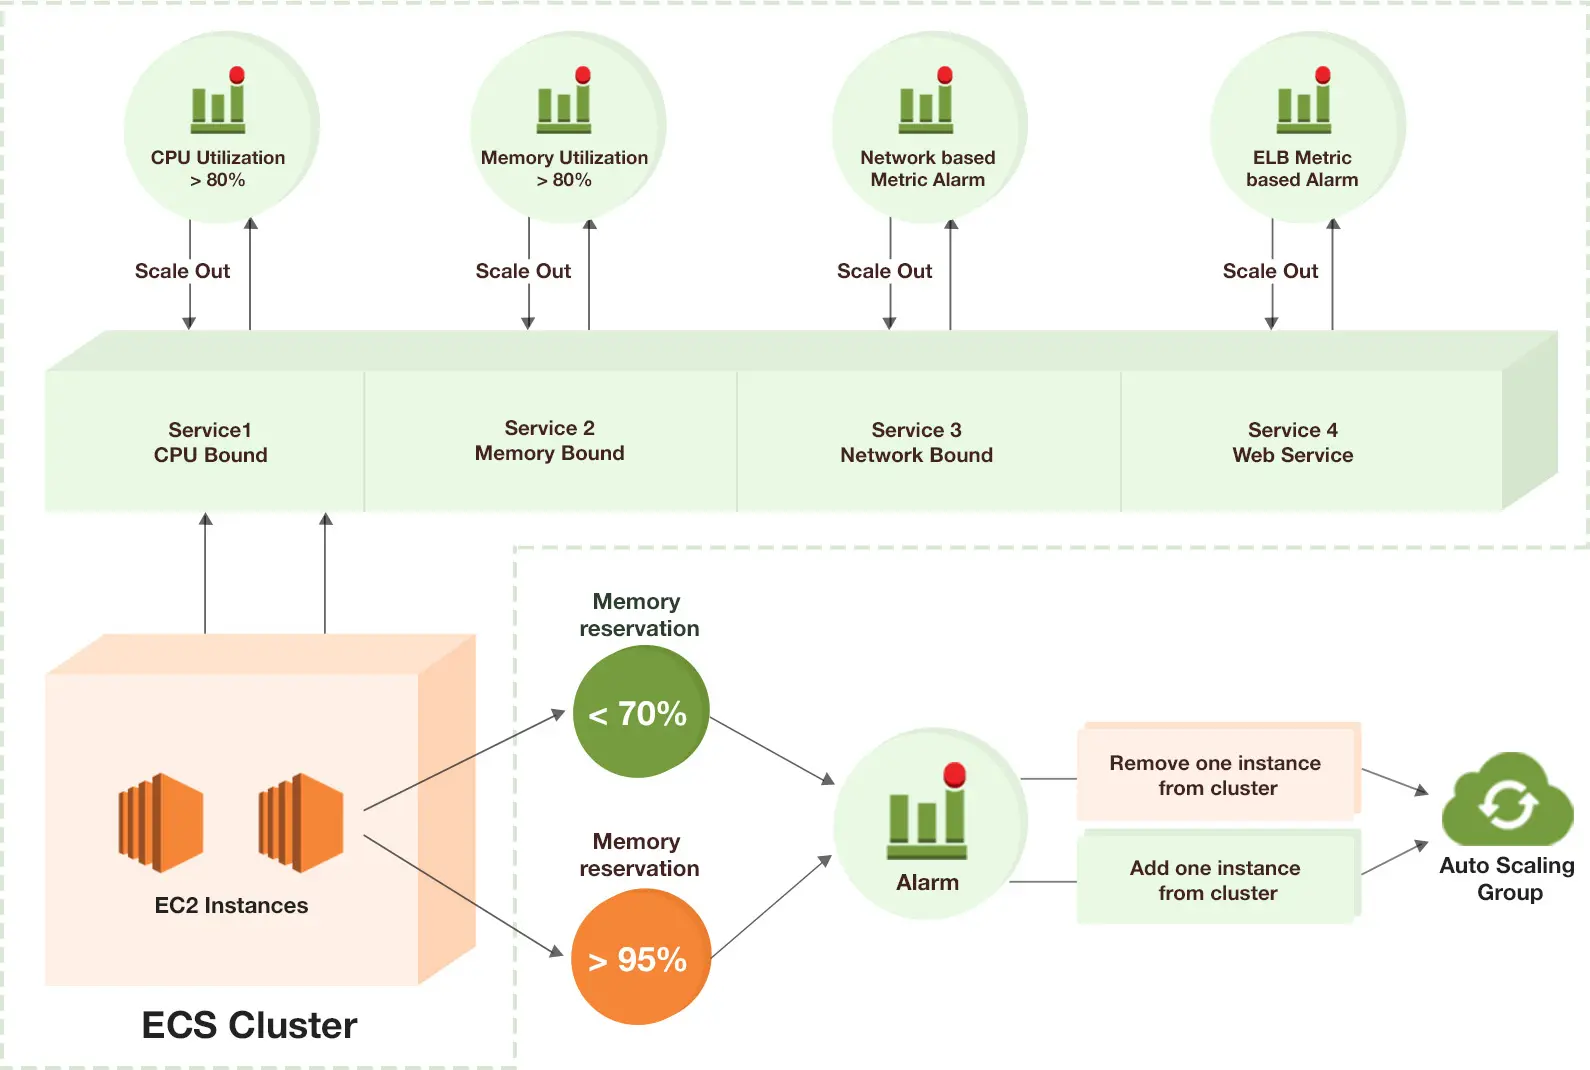 CPU Utilization
> 80%
Memory Utilization
> 80%
Network based
Metric Alarm
ELB Metric
based Alarm
Scale Out
Scale Out
Scale Out
Scale Out
Service1
CPU Bound
Service 2
Memory Bound
Service 3
Network Bound
Service 4
Web Service
Memory
reservation
< 70%
Memory
reservation
> 95%
EC2 Instances
ECS Cluster
Alarm
Remove one instance
from cluster
Add one instance
from cluster
Auto Scaling
Group